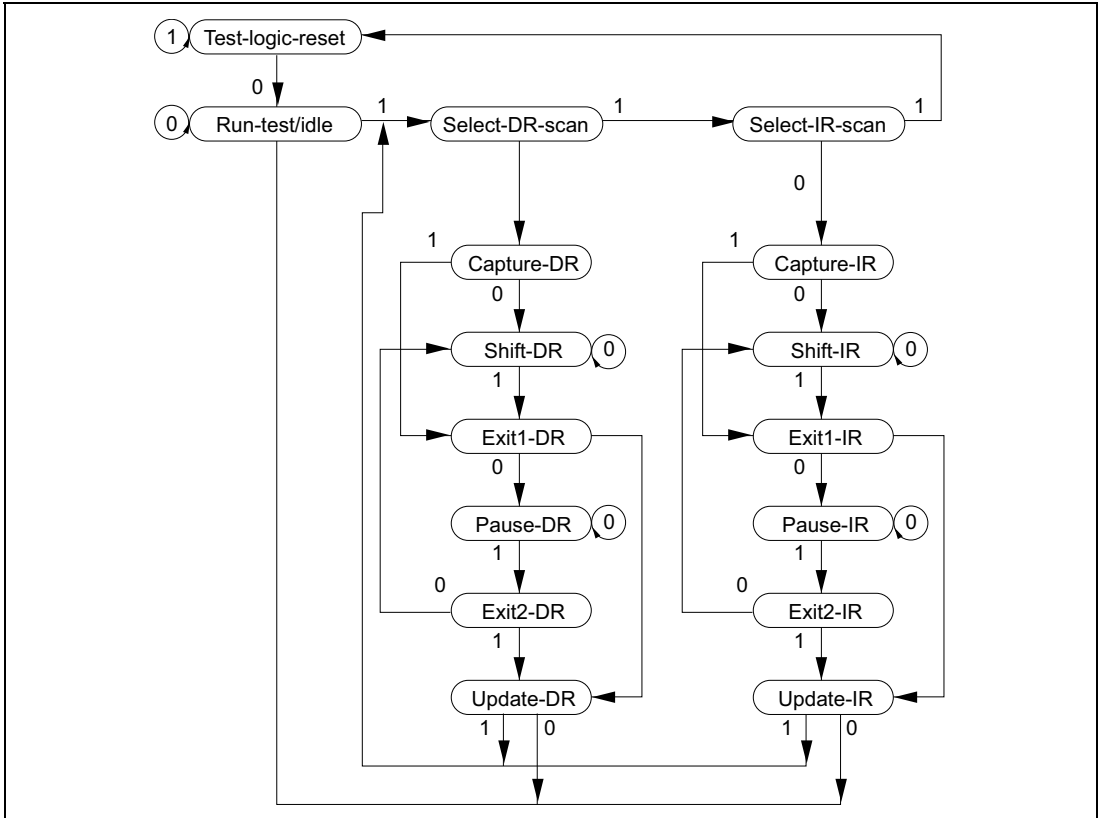 1 Test-logic-reset
0
0 Run-test/idle 1 Select-DR-scan 1 Select-IR-scan 1
0
1 Capture-DR 1 Capture-IR
0 0
Shift-DR 0 Shift-IR 0
1 1
Exit1-DR Exit1-IR
0 0
Pause-DR 0 Pause-IR 0
1 1
0 0
Exit2-DR Exit2-IR
1 1
Update-DR Update-IR
1 0 1 0